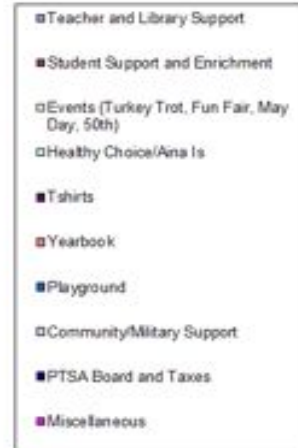 Teacher and Library Support
Student Support and Enrichment
Events (Turkey Trot, Fun Fair, May
Day, 50th)
Healthy Choice/Aina Is
Tshirts
Yearbook
Playground
Community/Military Support
PTSA Board and Taxes
Miscellaneous